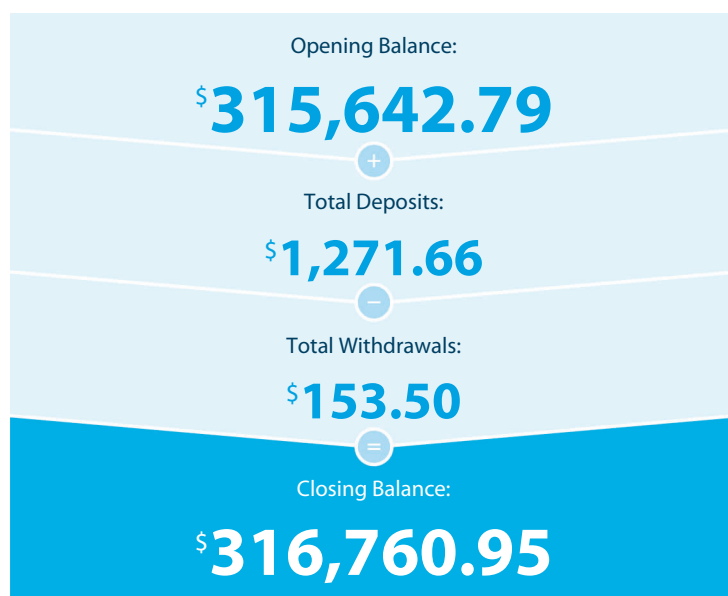 Opening Balance:
$315,642.79
+
Total Deposits:
$1,271.66
−
Total Withdrawals:
$153.50
=
Closing Balance:
$316,760.95